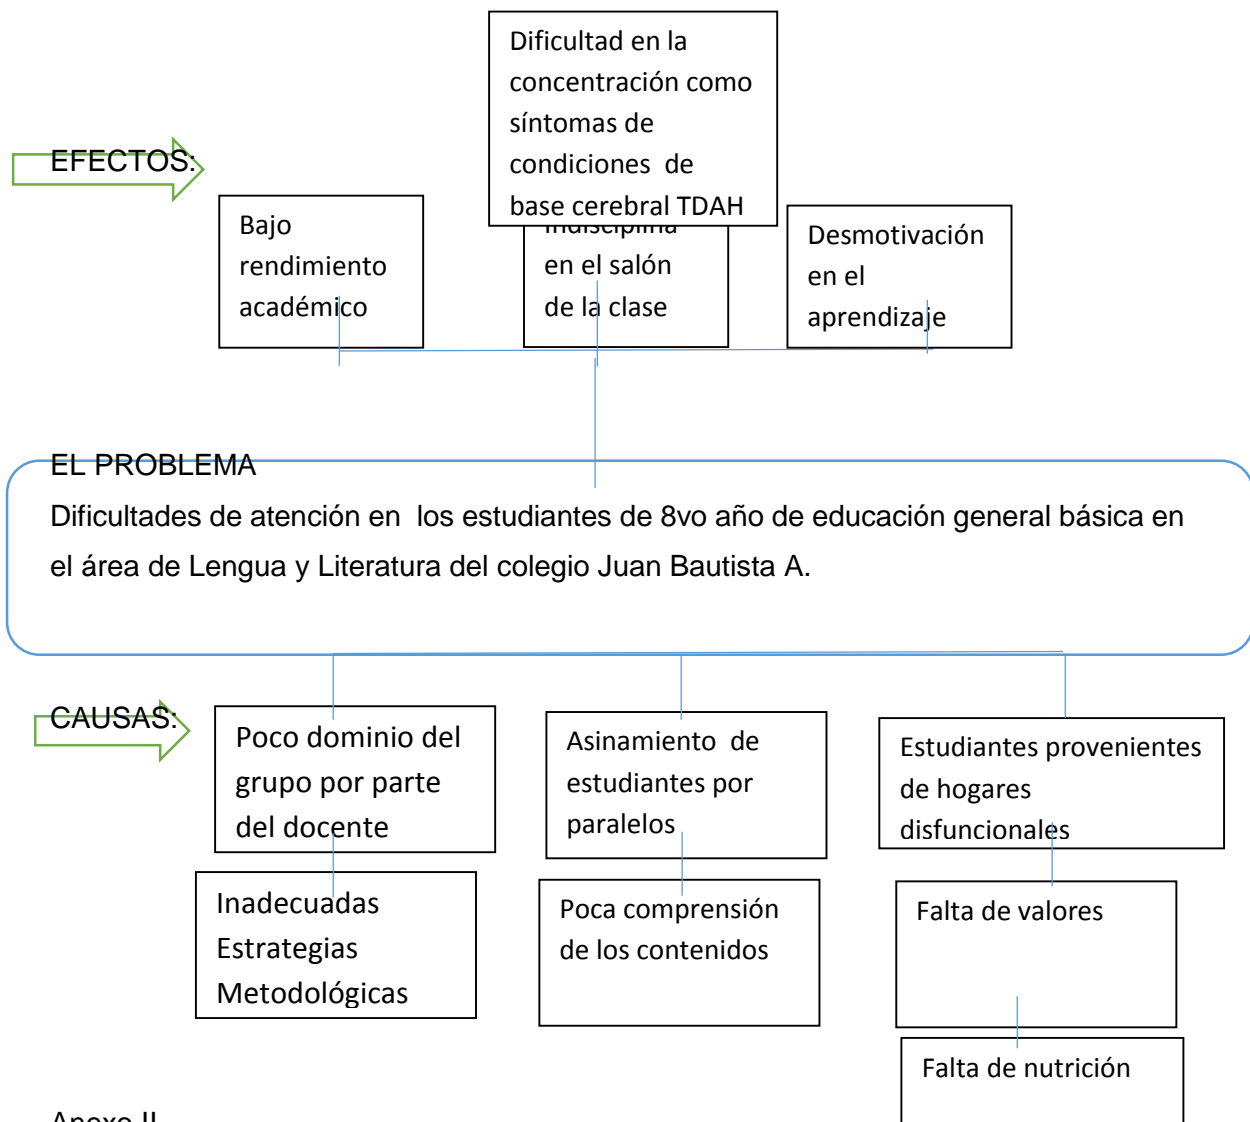 Dificultad en la
concentración como
síntomas de
condiciones de
base cerebral TDAH
EFECTOS:
Bajo
rendimiento
académico
Indisciplina
en el salón
de la clase
Desmotivación
en el
aprendizaje
EL PROBLEMA
Dificultades de atención en los estudiantes de 8vo año de educación general básica en
el área de Lengua y Literatura del colegio Juan Bautista A.
CAUSAS:
Poco dominio del
grupo por parte
del docente
Asinamiento de
estudiantes por
paralelos
Estudiantes provenientes
de hogares
disfuncionales
Inadecuadas
Estrategias
Metodológicas
Poca comprensión
de los contenidos
Falta de valores
Falta de nutrición
Anexo II